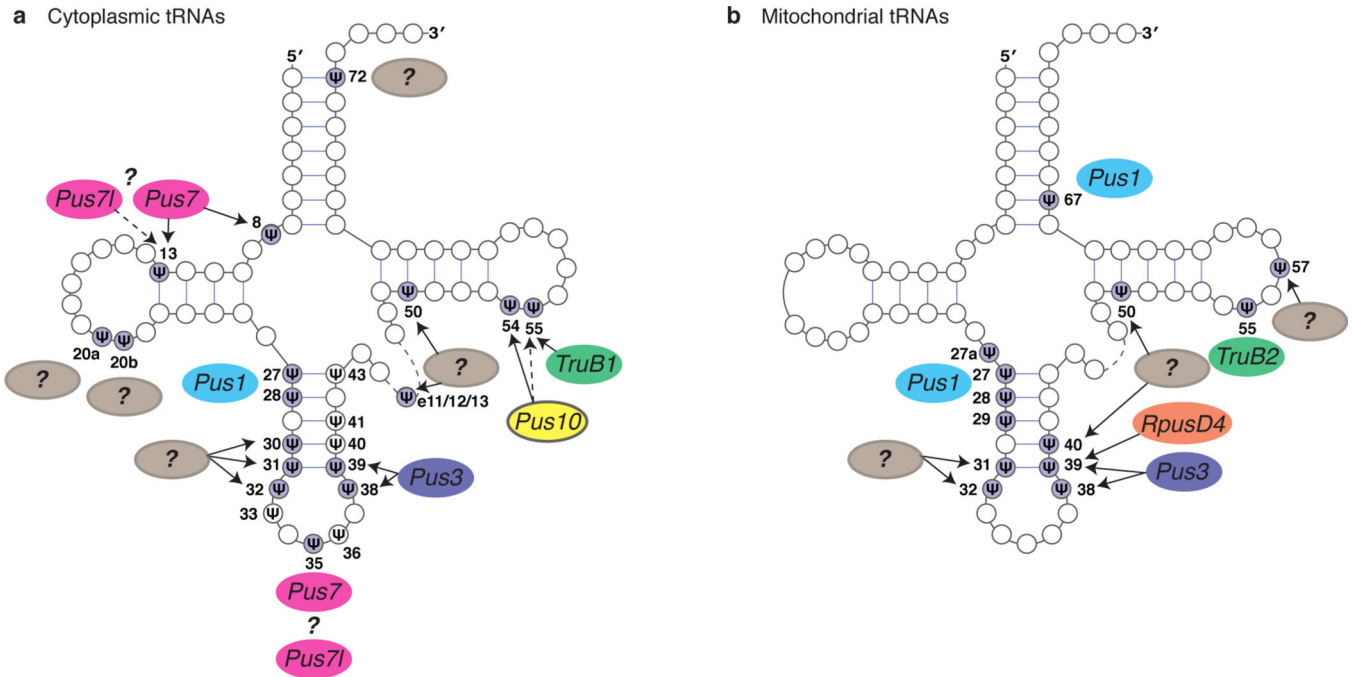 a Cytoplasmic tRNAs
3′
5′
Ψ 72
?
?
Pus7l
Pus7
8
Ψ
13
Ψ
Ψ
Ψ
20a
20b
?
?
Ψ
50
Ψ
Ψ
54
55
TruB1
Pus10
?
Ψ e11/12/13
Pus1
27 Ψ
Ψ 43
28 Ψ
Ψ 41
30 Ψ
Ψ 40
31 Ψ
Ψ 39
?
32 Ψ
Ψ 38
Pus3
33
Ψ
Ψ
36
Ψ
35
Pus7
?
Pus7l
b Mitochondrial tRNAs
3′
5′
Pus1
Ψ
67
Ψ 57
Ψ
50
Ψ
55
?
TruB2
?
27a Ψ
Pus1
27 Ψ
28 Ψ
29 Ψ
Ψ 40
RpusD4
?
31 Ψ
Ψ 39
32 Ψ
Ψ 38
Pus3